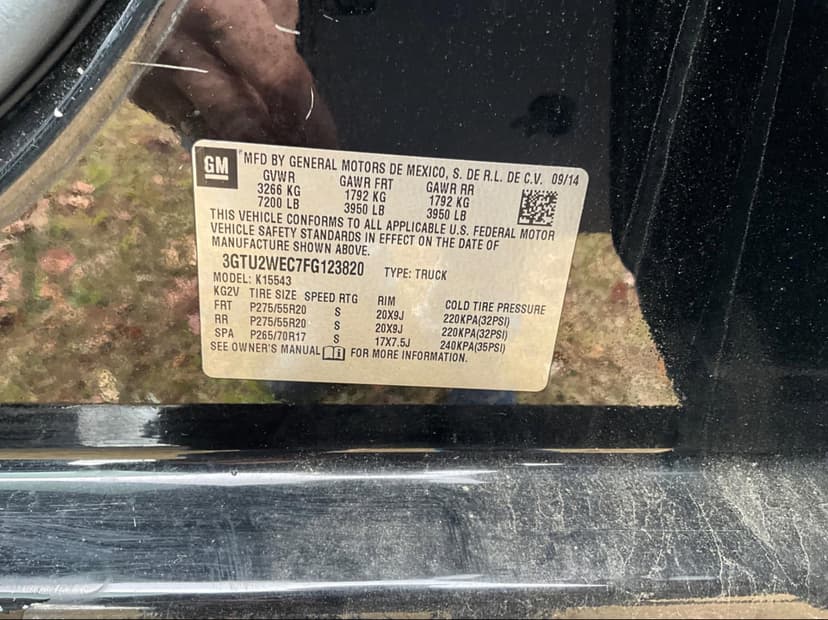 GM MFD BY GENERAL MOTORS DE MEXICO, S. DE R.L. DE C.V. 09/14
GVWR GAWR FRT GAWR RR
3266 KG 1792 KG 1792 KG
7200 LB 3950 LB 3950 LB
THIS VEHICLE CONFORMS TO ALL APPLICABLE U.S. FEDERAL MOTOR
VEHICLE SAFETY STANDARDS IN EFFECT ON THE DATE OF
MANUFACTURE SHOWN ABOVE.
3GTU2WEC7FG123820 TYPE: TRUCK
MODEL: K15543
KG2V TIRE SIZE SPEED RTG RIM COLD TIRE PRESSURE
FRT P275/55R20 S 20X9J 220KPA(32PSI)
RR P275/55R20 S 20X9J 220KPA(32PSI)
SPA P265/70R17 S 17X7.5J 240KPA(35PSI)
SEE OWNER'S MANUAL FOR MORE INFORMATION.